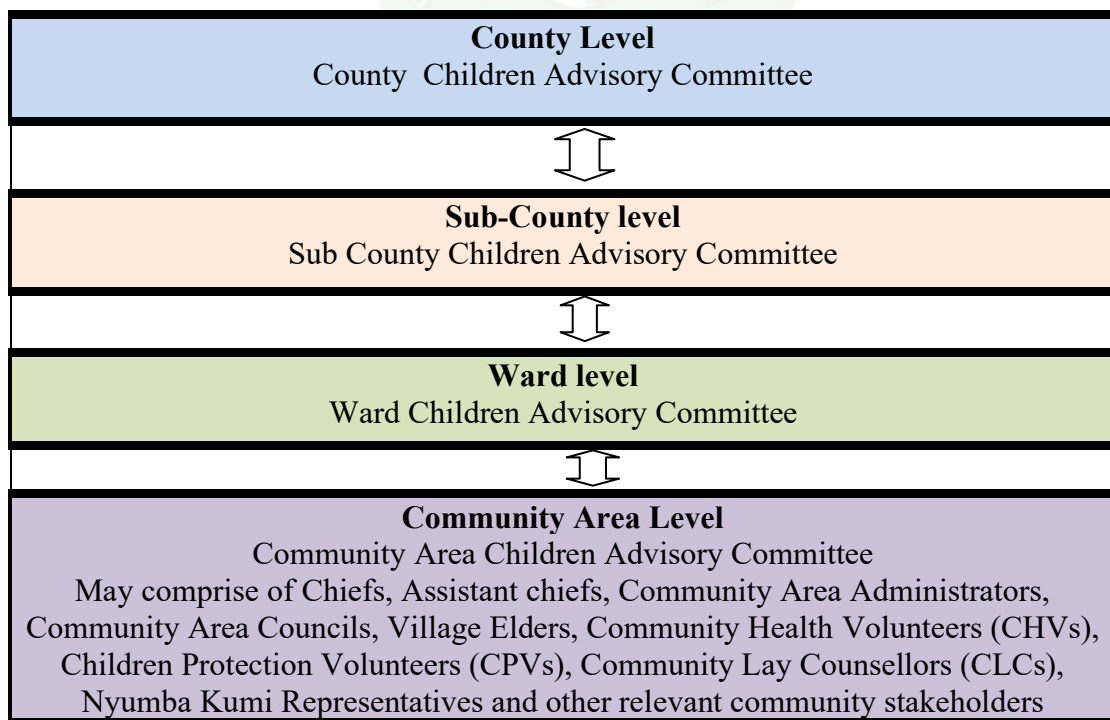 County Level
County Children Advisory Committee
Sub-County level
Sub County Children Advisory Committee
Ward level
Ward Children Advisory Committee
Community Area Level
Community Area Children Advisory Committee
May comprise of Chiefs, Assistant chiefs, Community Area Administrators,
Community Area Councils, Village Elders, Community Health Volunteers (CHVs),
Children Protection Volunteers (CPVs), Community Lay Counsellors (CLCs),
Nyumba Kumi Representatives and other relevant community stakeholders